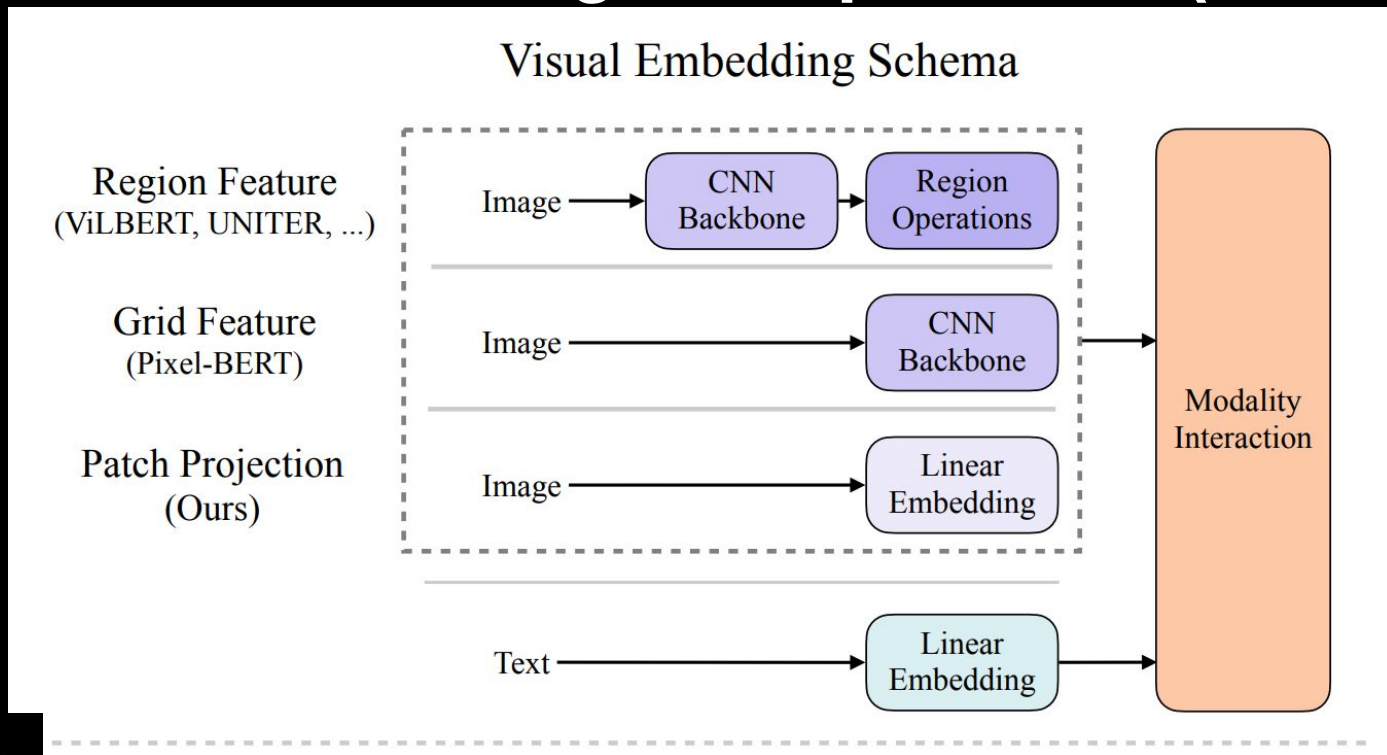 Visual Embedding Schema
Region Feature
(ViLBERT, UNITER, ...)
Image
CNN
Backbone
Region
Operations
Grid Feature
(Pixel-BERT)
Image
CNN
Backbone
Patch Projection
(Ours)
Image
Linear
Embedding
Modality
Interaction
Text
Linear
Embedding